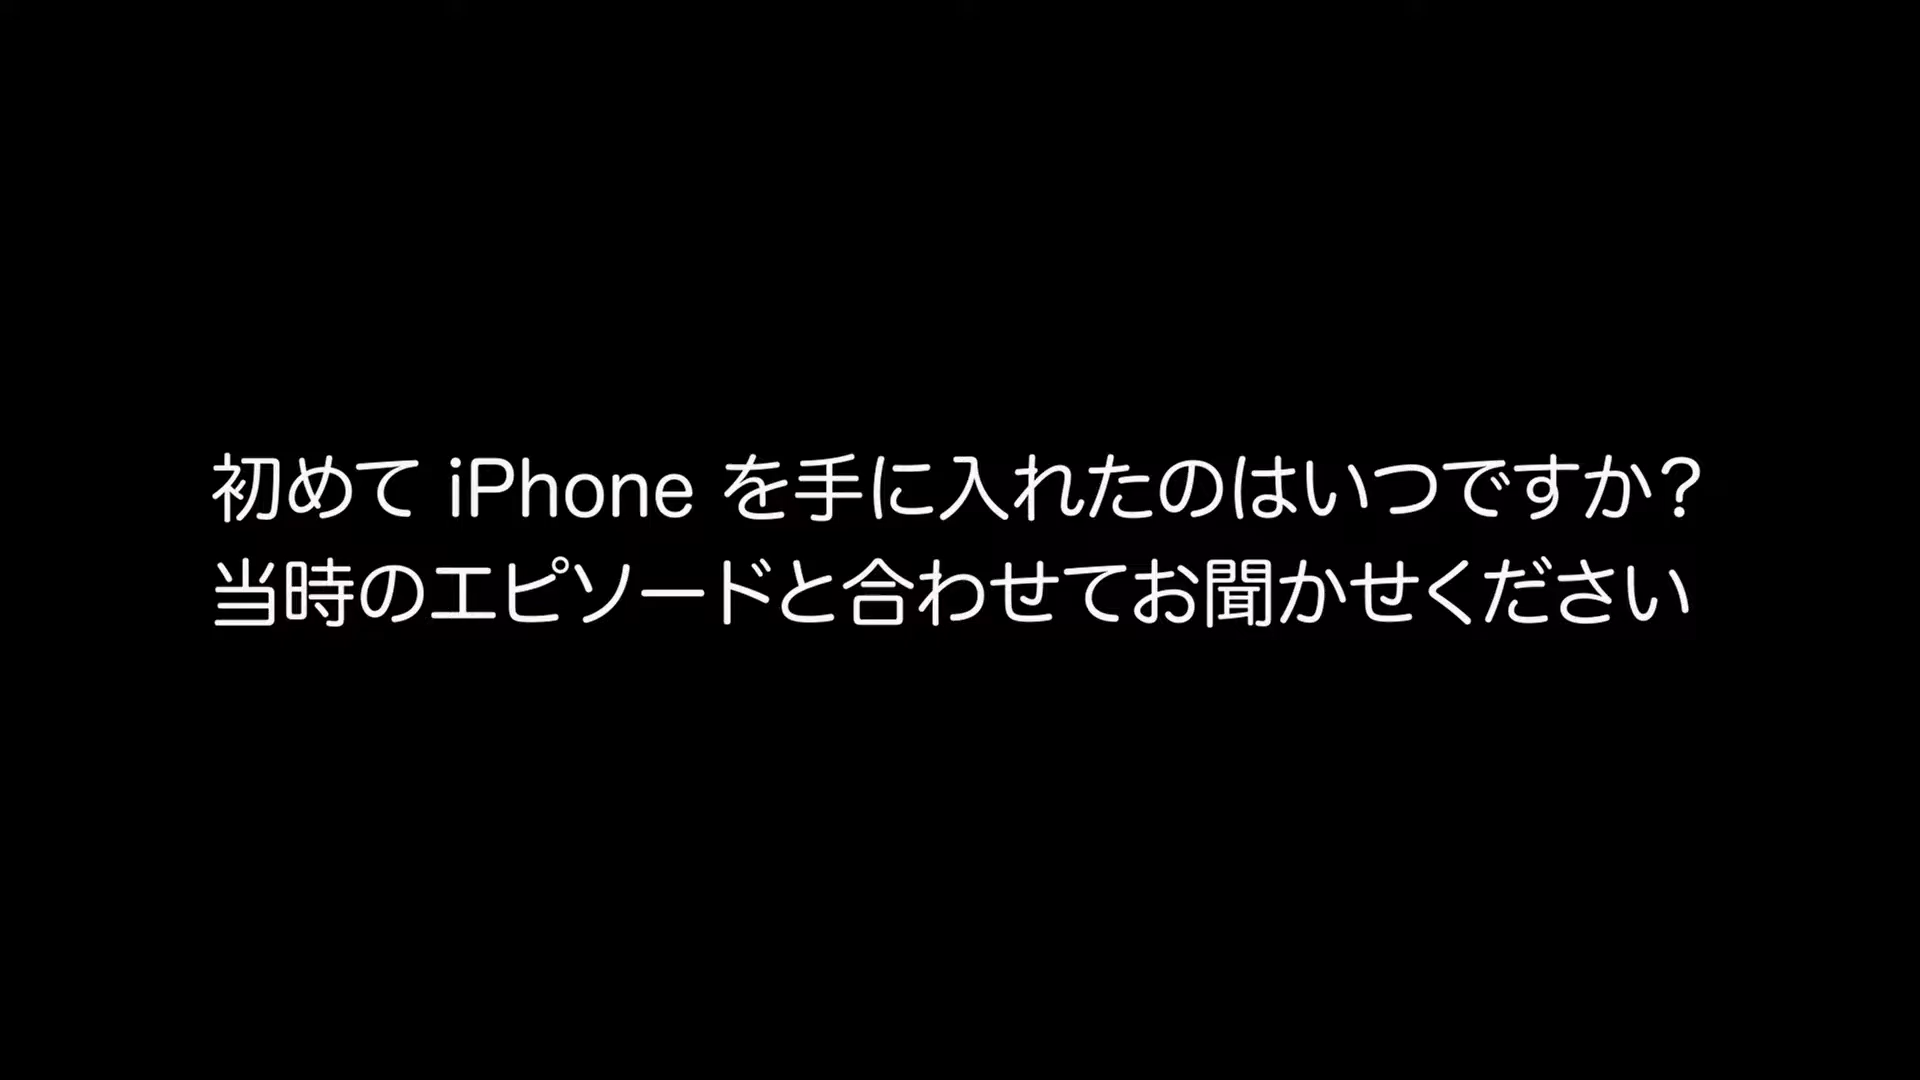 初めて iPhone を手に入れたのはいつですか?
当時のエピソードと合わせてお聞かせください